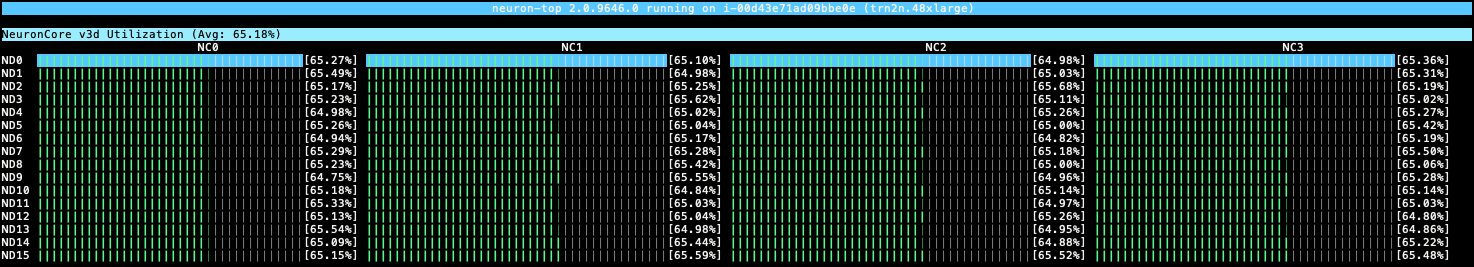 neuron-top 2.0.9646.0 running on i-00d43e71ad09bbe0e (trn2n.48xlarge)
NeuronCore v3d Utilization (Avg: 65.18%)
NC0 NC1 NC2 NC3
ND0 [65.27%] [65.10%] [64.98%] [65.36%]
ND1 [65.49%] [64.98%] [65.03%] [65.31%]
ND2 [65.17%] [65.25%] [65.68%] [65.19%]
ND3 [65.23%] [65.62%] [65.11%] [65.02%]
ND4 [64.98%] [65.02%] [65.26%] [65.27%]
ND5 [65.26%] [65.04%] [65.00%] [65.42%]
ND6 [64.94%] [65.17%] [64.82%] [65.19%]
ND7 [65.29%] [65.28%] [65.18%] [65.50%]
ND8 [65.23%] [65.42%] [65.00%] [65.06%]
ND9 [64.75%] [65.55%] [64.96%] [65.28%]
ND10 [65.18%] [64.84%] [65.14%] [65.14%]
ND11 [65.33%] [65.03%] [64.97%] [65.03%]
ND12 [65.13%] [65.04%] [65.26%] [64.80%]
ND13 [65.54%] [64.98%] [64.95%] [64.86%]
ND14 [65.09%] [65.44%] [64.88%] [65.22%]
ND15 [65.15%] [65.59%] [65.52%] [65.48%]